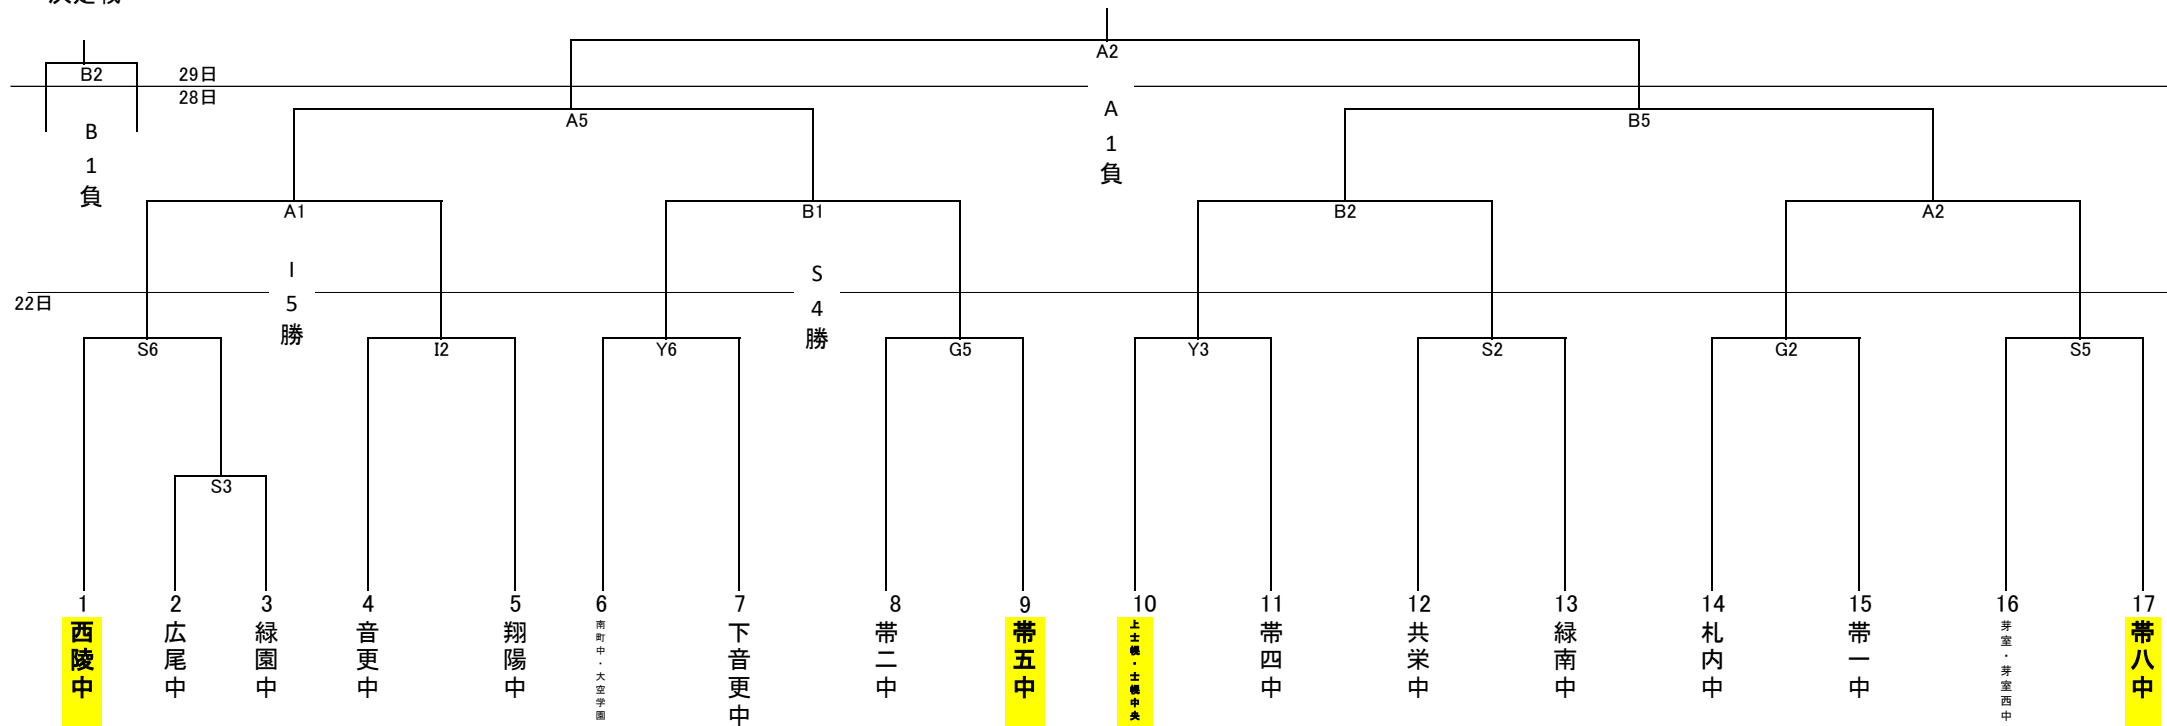 A2
B2
29日
28日
B1負
A1負
A5
B5
A1
B1
B2
A2
I5勝
S4勝
22日
S6
I2
Y6
G5
Y3
S2
G2
S5
S3
1
2
3
4
5
6
7
8
9
10
11
12
13
14
15
16
17
西陵中
広尾中
緑園中
音更中
翔陽中
南町中・大空学園
下音更中
帯二中
帯五中
上士幌・士幌中央
帯四中
共栄中
緑南中
札内中
帯一中
芽室・芽室西中
帯八中